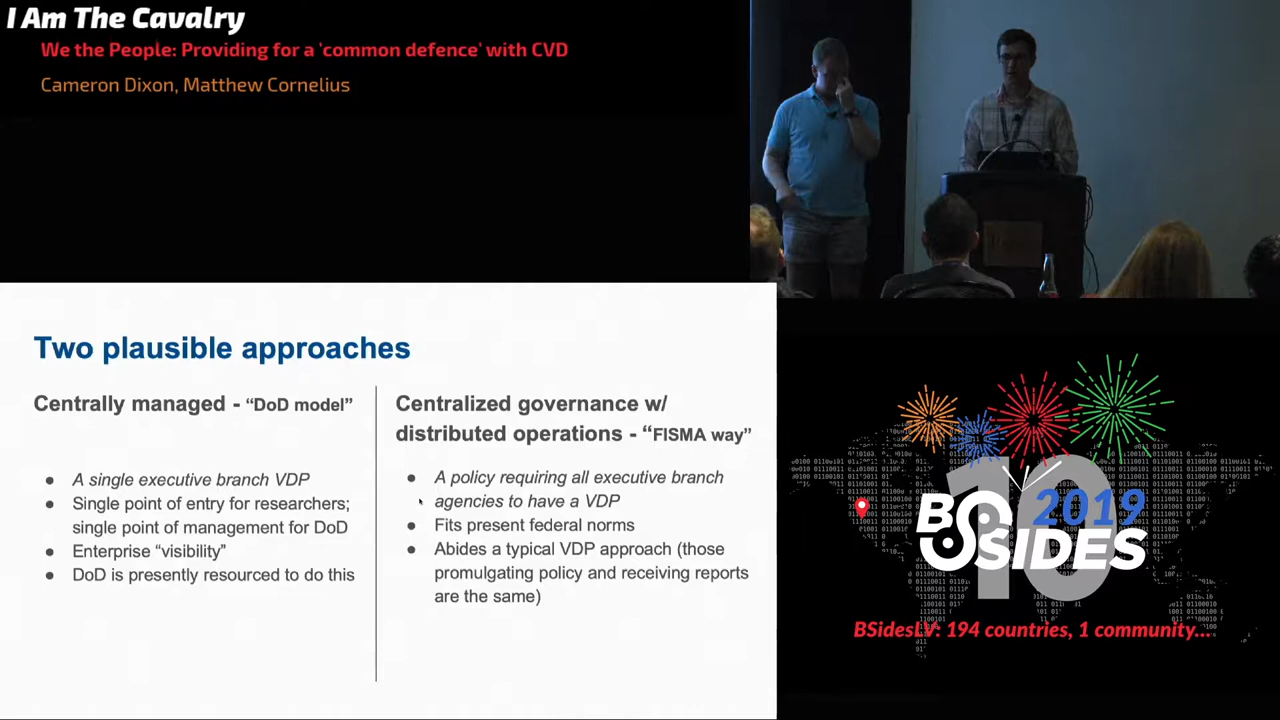 I Am The Cavalry
We the People: Providing for a 'common defence' with CVD
Cameron Dixon, Matthew Cornelius
Two plausible approaches
Centrally managed - “DoD model”
● A single executive branch VDP
● Single point of entry for researchers;
single point of management for DoD
● Enterprise “visibility”
● DoD is presently resourced to do this
Centralized governance w/
distributed operations - “FISMA way”
● A policy requiring all executive branch
agencies to have a VDP
● Fits present federal norms
● Abides a typical VDP approach (those
promulgating policy and receiving reports
are the same)
10
2019
BSIDES
BSidesLV: 194 countries, 1 community...